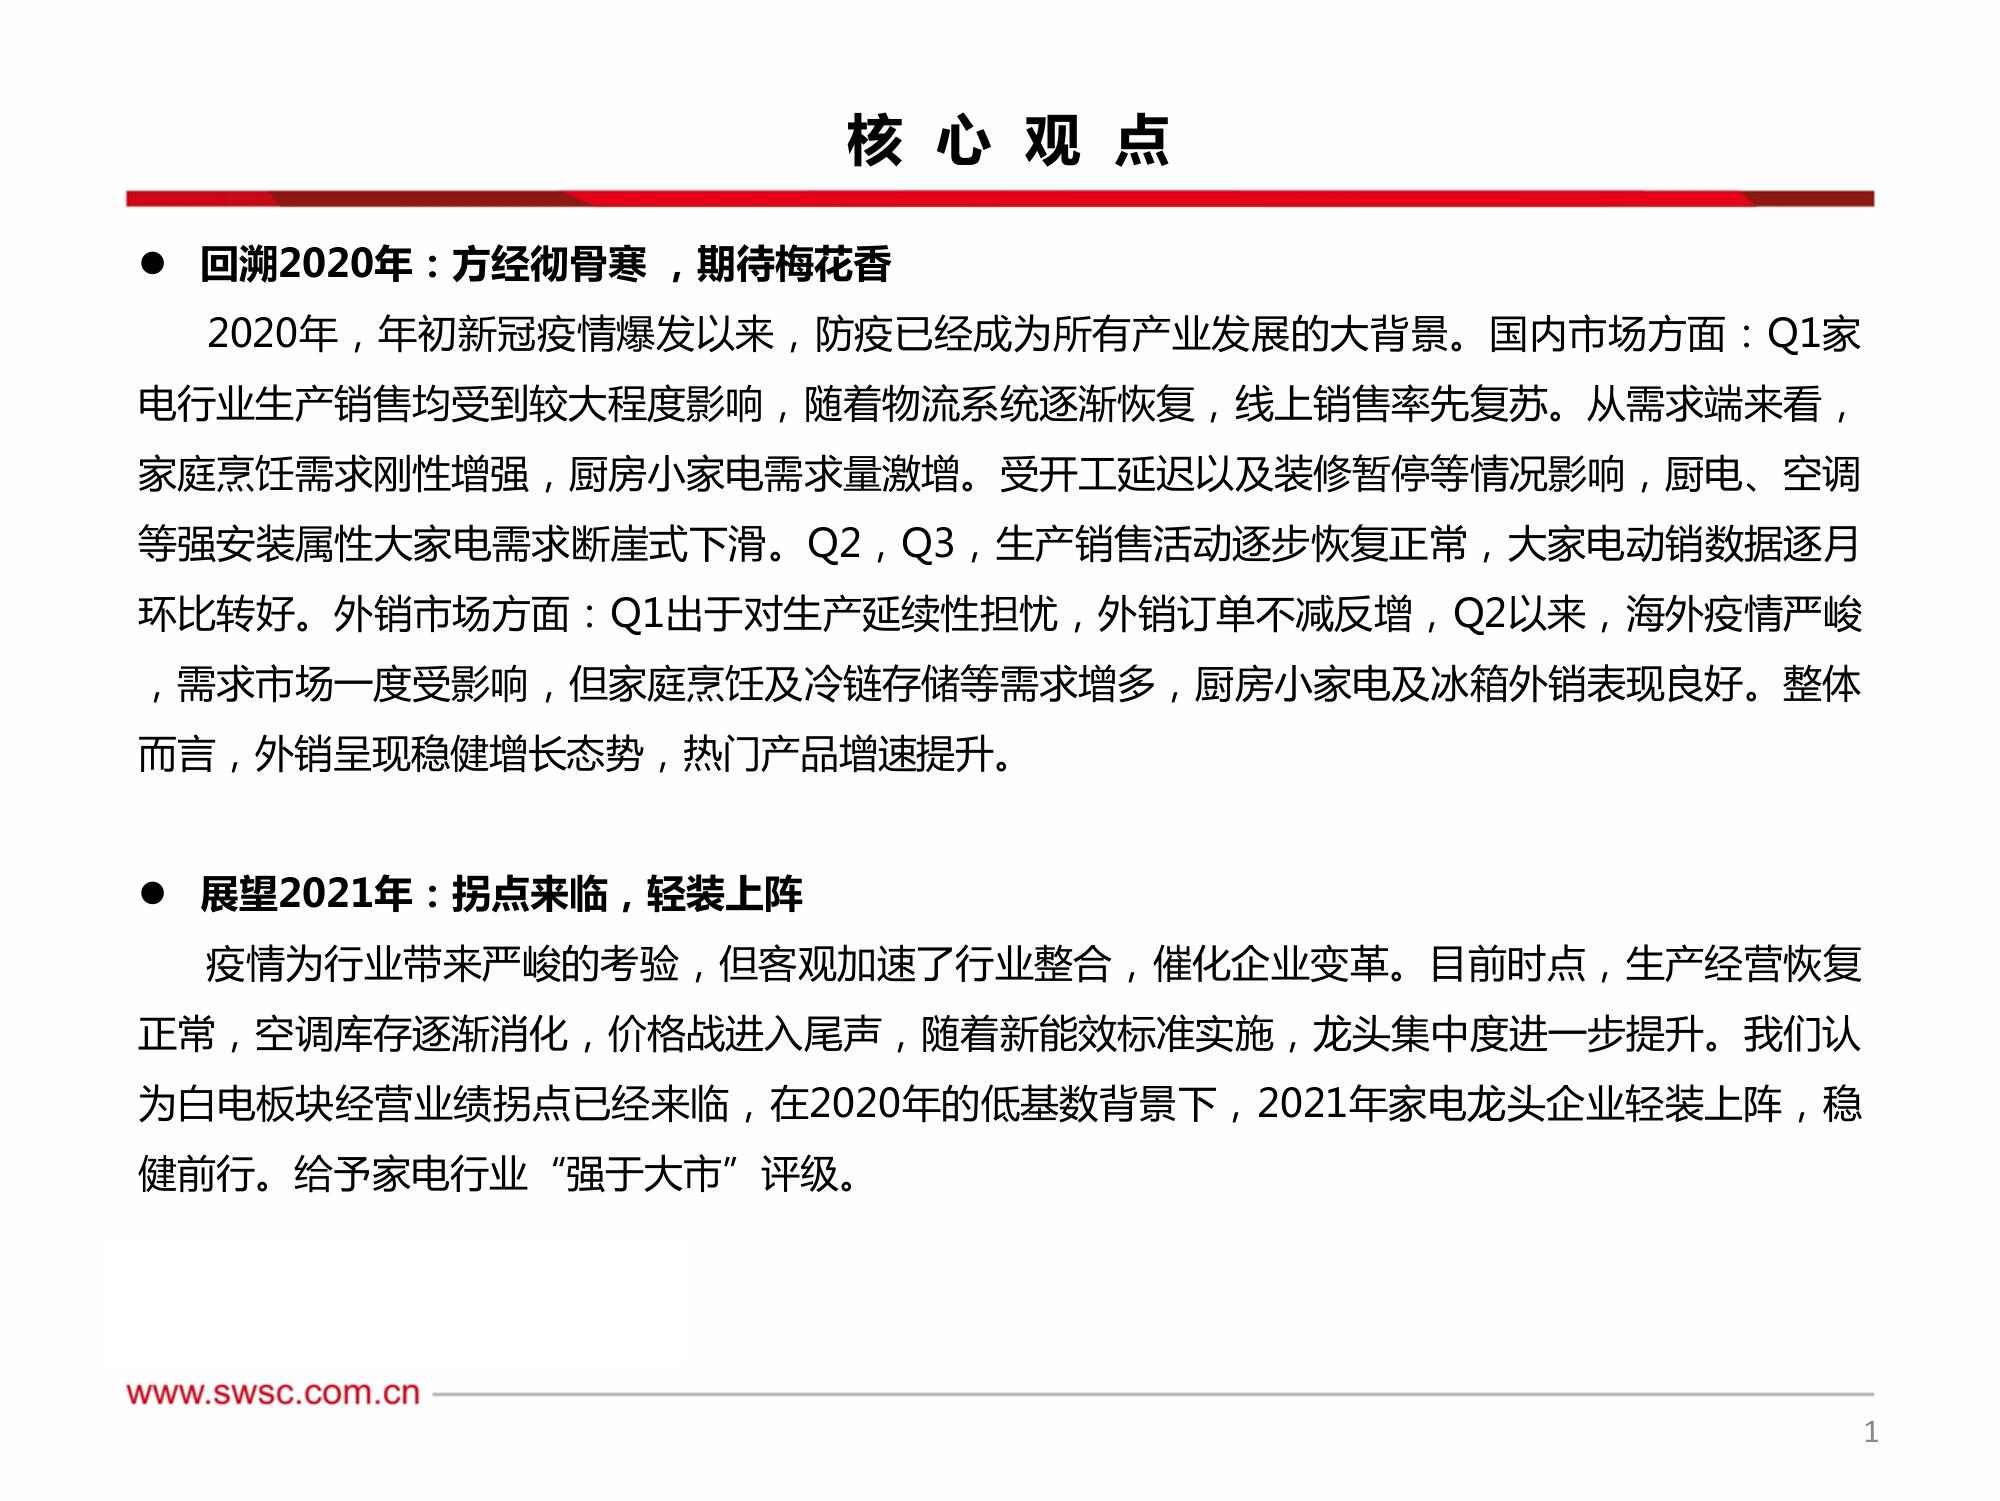 核心观点
● 回溯2020年：方经彻骨寒 ，期待梅花香
2020年，年初新冠疫情爆发以来，防疫已经成为所有产业发展的大背景。国内市场方面：Q1家
电行业生产销售均受到较大程度影响，随着物流系统逐渐恢复，线上销售率先复苏。从需求端来看，
家庭烹饪需求刚性增强，厨房小家电需求量激增。受开工延迟以及装修暂停等情况影响，厨电、空调
等强安装属性大家电需求断崖式下滑。Q2，Q3，生产销售活动逐步恢复正常，大家电动销数据逐月
环比转好。外销市场方面：Q1出于对生产延续性担忧，外销订单不减反增，Q2以来，海外疫情严峻
，需求市场一度受影响，但家庭烹饪及冷链存储等需求增多，厨房小家电及冰箱外销表现良好。整体
而言，外销呈现稳健增长态势，热门产品增速提升。
● 展望2021年：拐点来临，轻装上阵
疫情为行业带来严峻的考验，但客观加速了行业整合，催化企业变革。目前时点，生产经营恢复
正常，空调库存逐渐消化，价格战进入尾声，随着新能效标准实施，龙头集中度进一步提升。我们认
为白电板块经营业绩拐点已经来临，在2020年的低基数背景下，2021年家电龙头企业轻装上阵，稳
健前行。给予家电行业“强于大市”评级。
www.swsc.com.cn
1